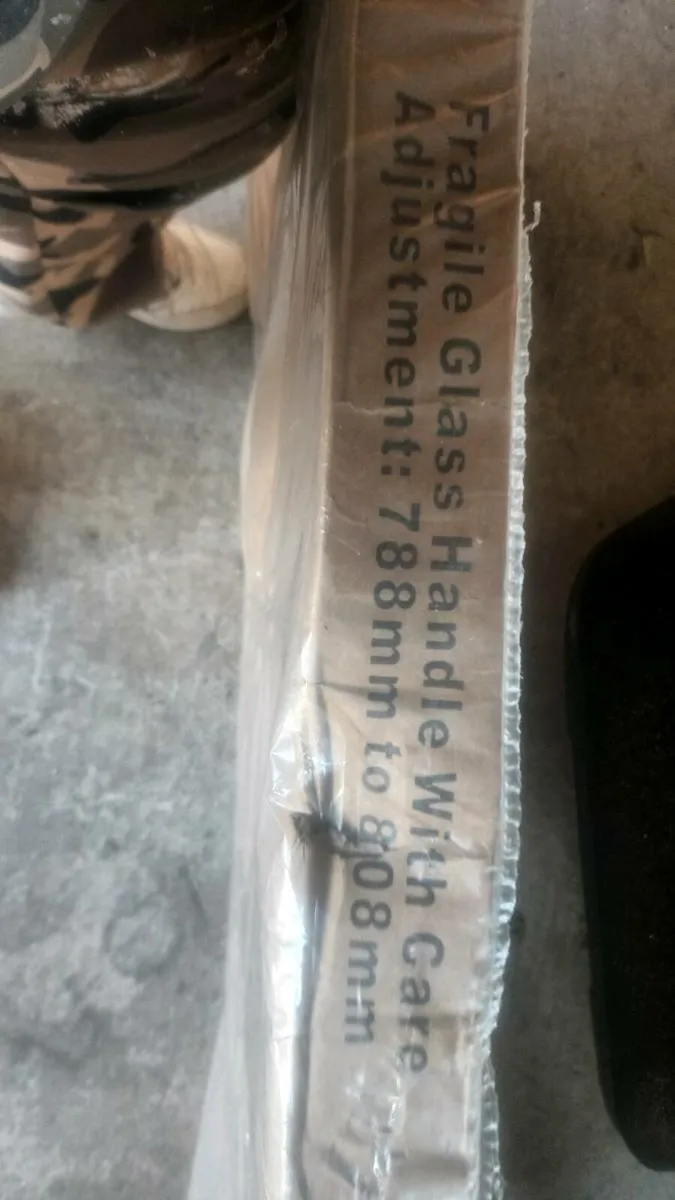 Fragile Glass Handle With Care
Adjustment: 788mm to 808mm